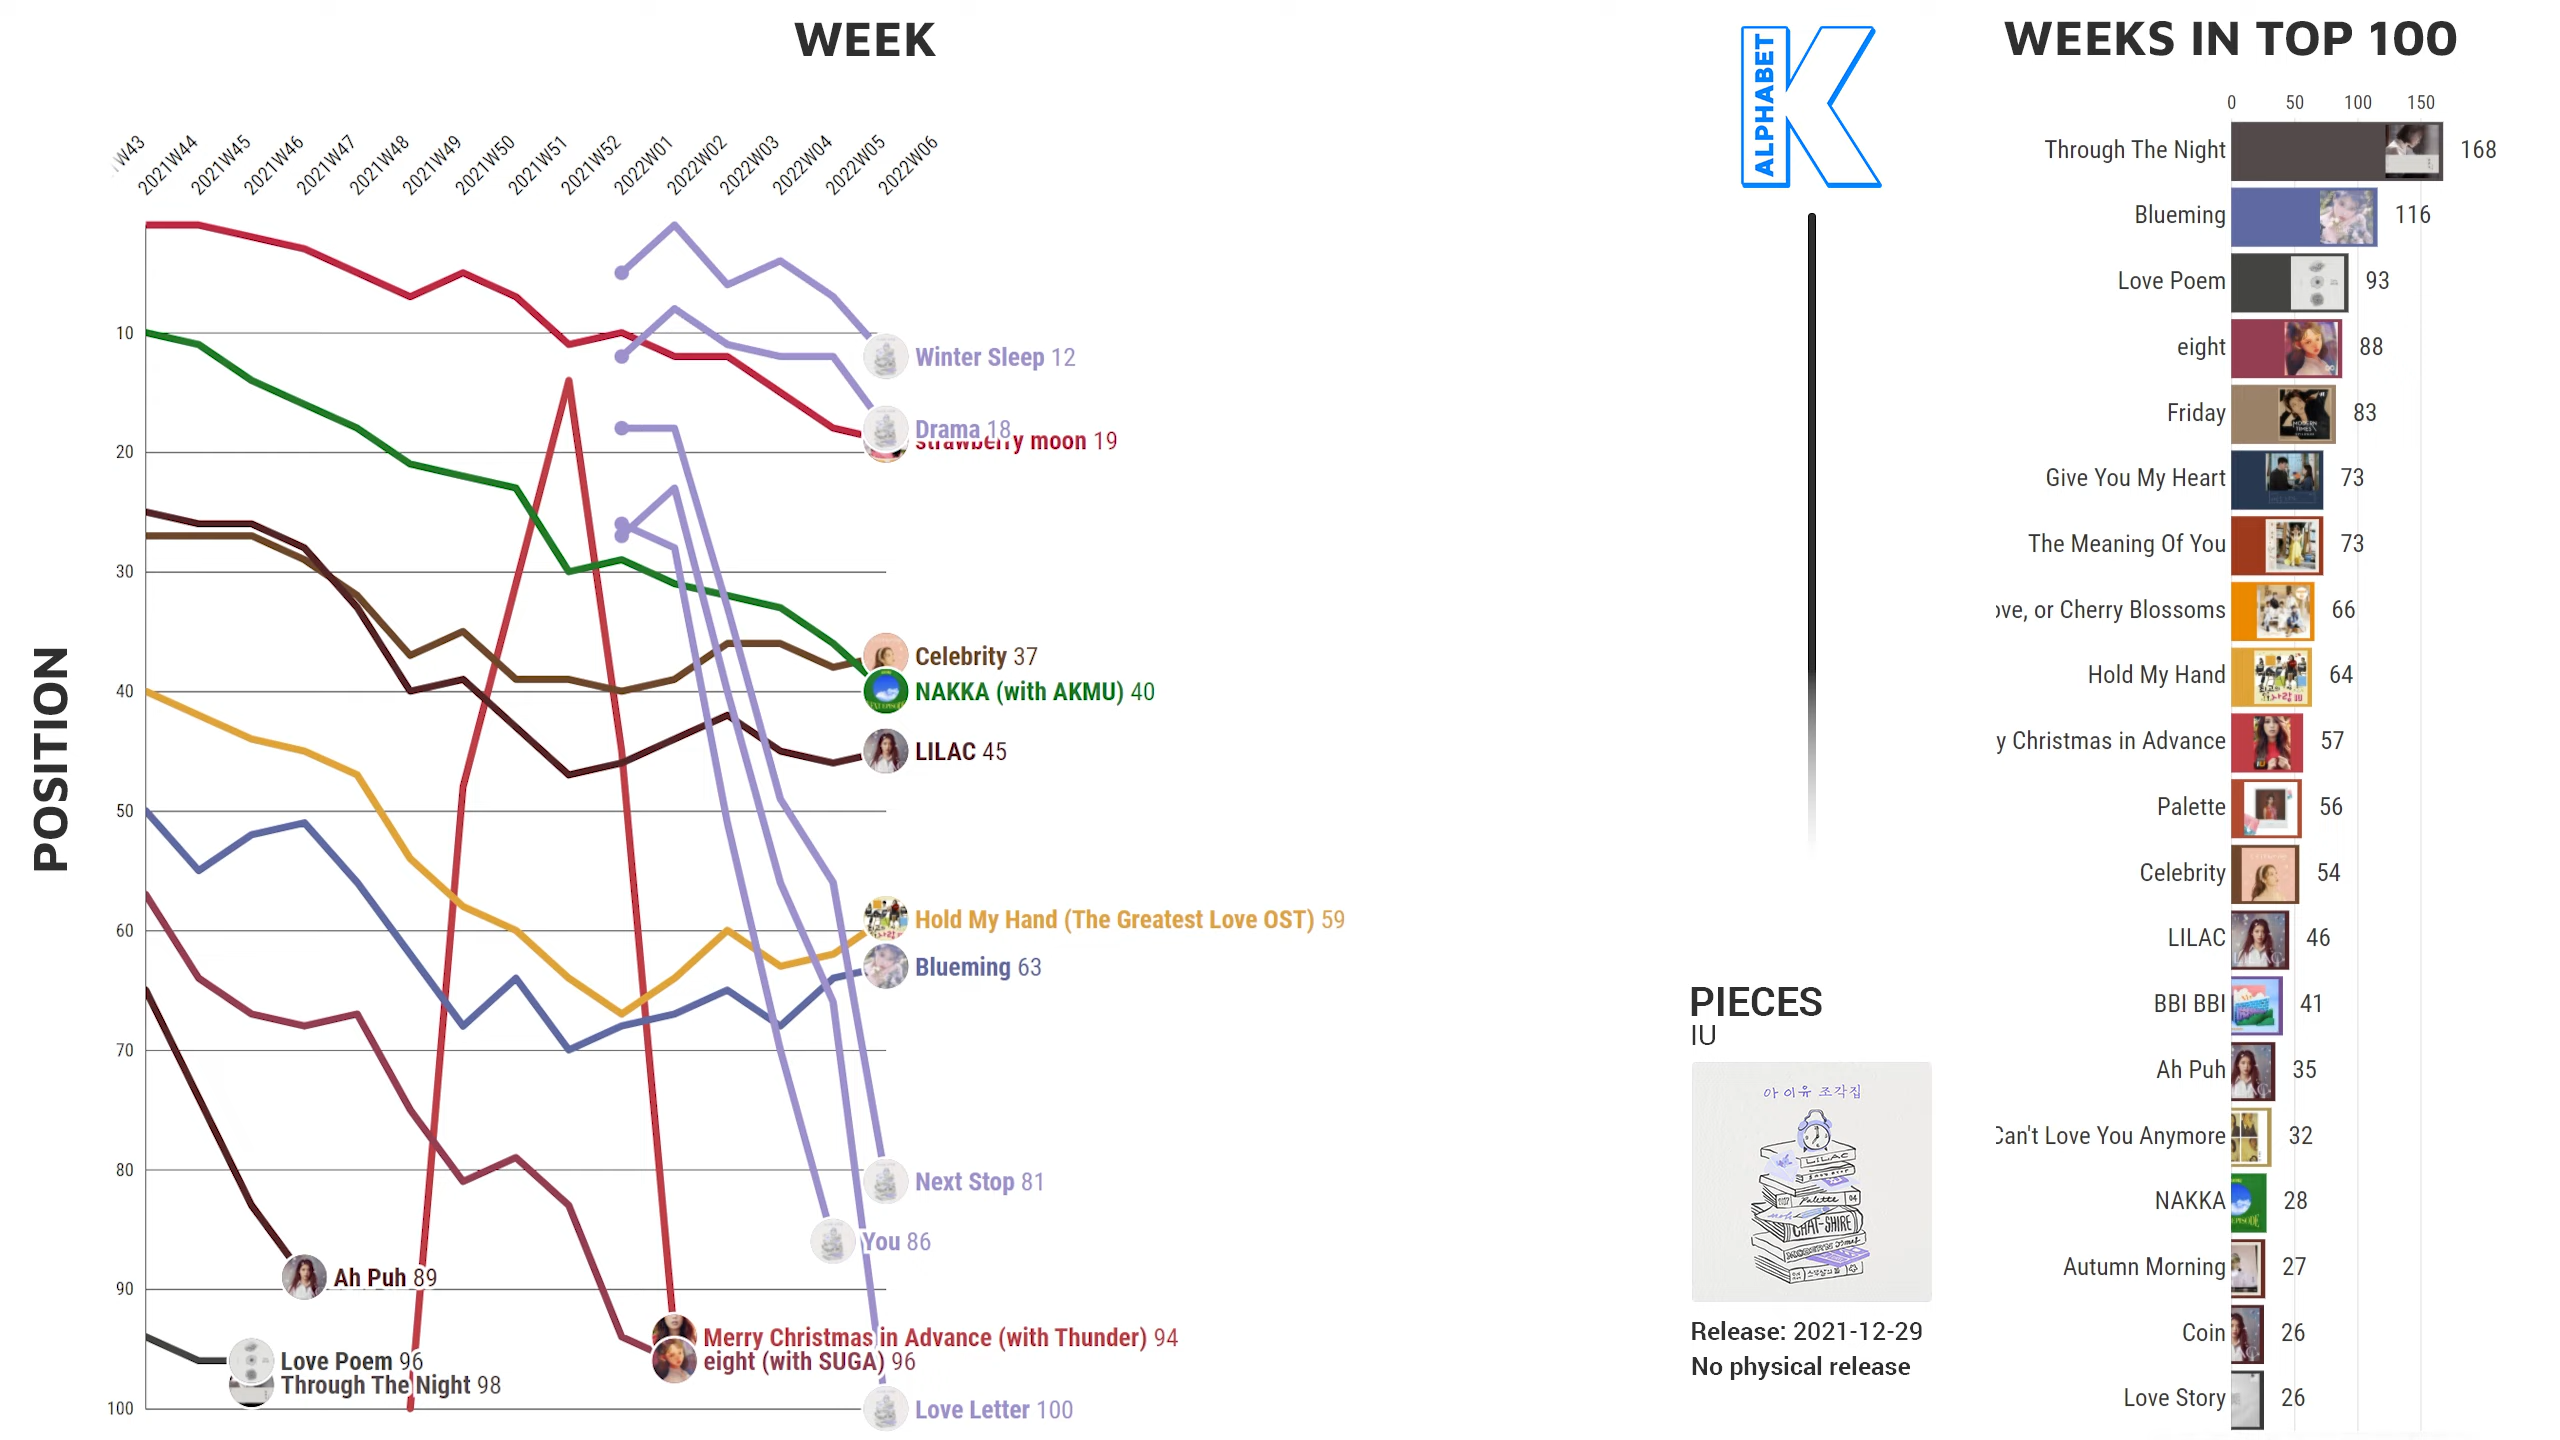 WEEK
2021W44
2021W45
2021W46
2021W47
2021W48
2021W49
2021W50
2021W51
2021W52
2022W01
2022W02
2022W03
2022W04
2022W05
2022W06
POSITION
10
20
30
40
50
60
70
80
90
100
Winter Sleep 12
Drama 18
strawberry moon 19
Celebrity 37
NAKKA (with AKMU) 40
LILAC 45
Hold My Hand (The Greatest Love OST) 59
Blueming 63
Next Stop 81
You 86
Ah Puh 89
Merry Christmas in Advance (with Thunder) 94
Love Poem 96
eight (with SUGA) 96
Through The Night 98
Love Letter 100
ALPHABET
K
PIECES
IU
아이유 조각집
LILAC
Palette
CHAT-SHIRE
Release: 2021-12-29
No physical release
WEEKS IN TOP 100
0 50 100 150
Through The Night 168
Blueming 116
Love Poem 93
eight 88
Friday 83
Give You My Heart 73
The Meaning Of You 73
ove, or Cherry Blossoms 66
Hold My Hand 64
y Christmas in Advance 57
Palette 56
Celebrity 54
LILAC 46
BBI BBI 41
Ah Puh 35
Can't Love You Anymore 32
NAKKA 28
Autumn Morning 27
Coin 26
Love Story 26